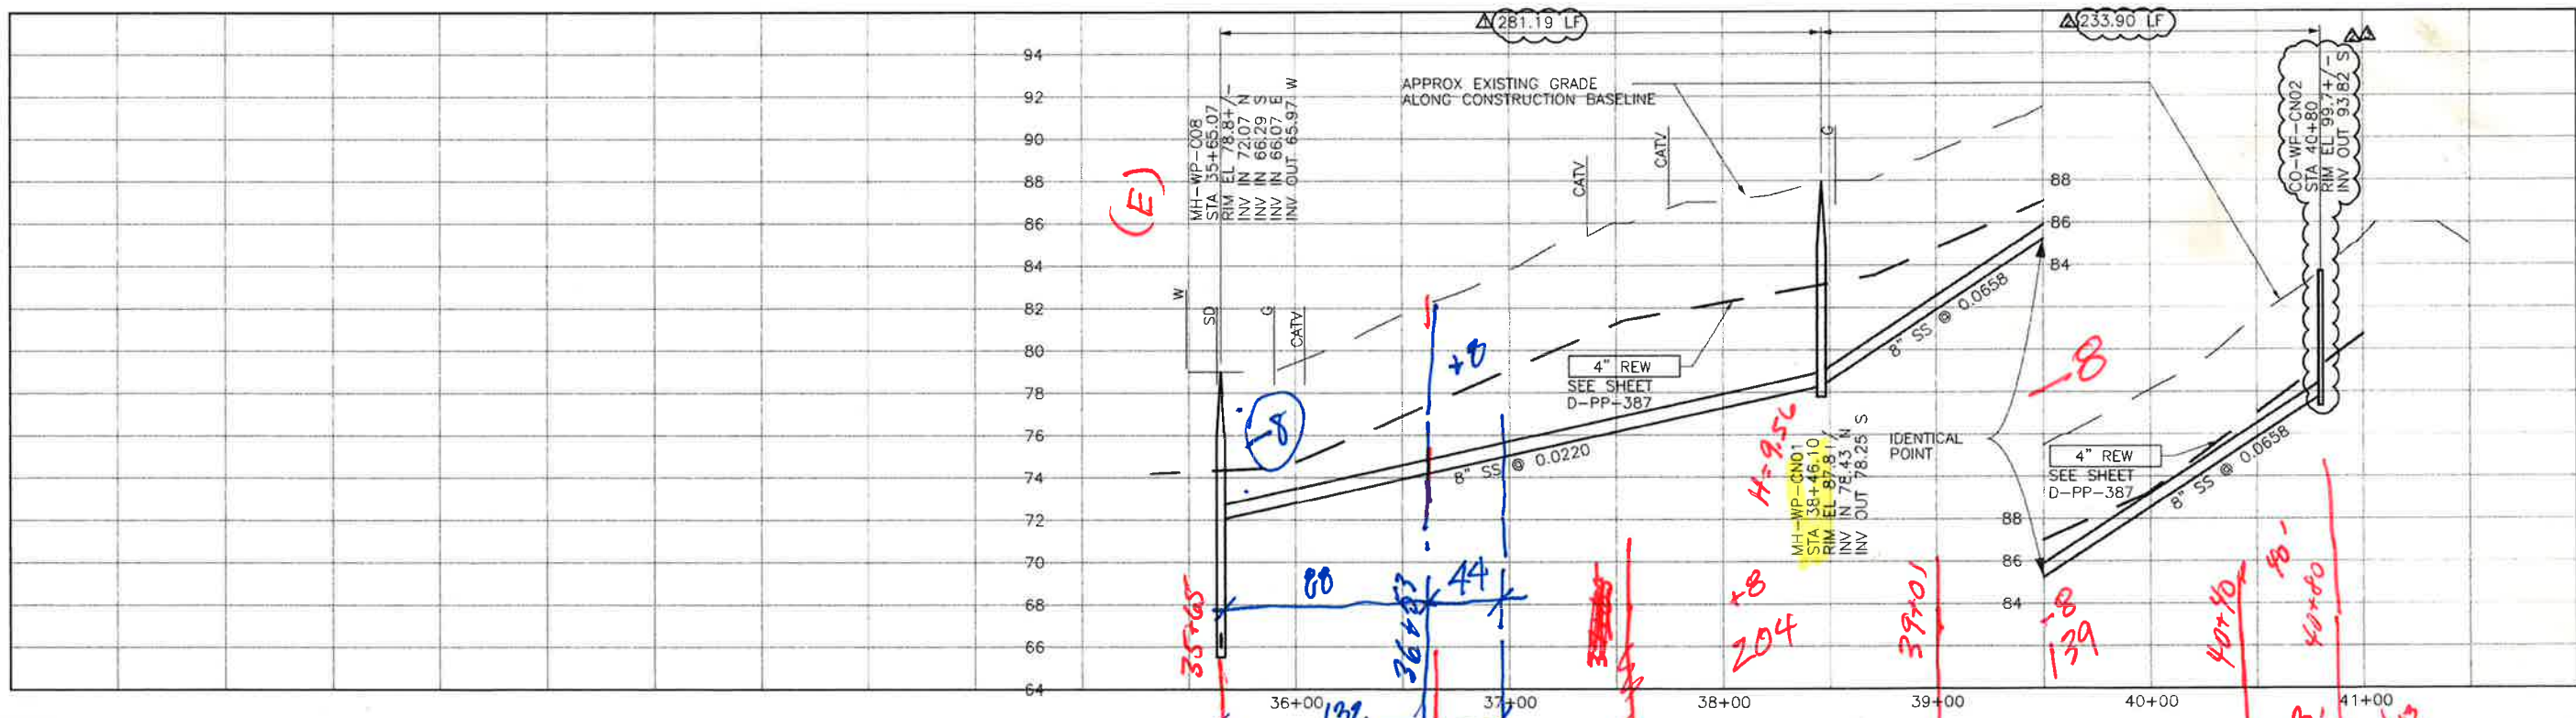 281.19 LF
233.90 LF
94
92
90
88
86
84
82
80
78
76
74
72
70
68
66
64
(E)
MH-WP-008
STA 35+65.07
RIM EL 78.8+/-
INV IN 72.07 N
INV IN 66.29 S
INV IN 66.07 E
INV OUT 65.97 W
APPROX EXISTING GRADE
ALONG CONSTRUCTION BASELINE
CATV
CATV
G
W
SD
G
CATV
CO-WP-CN02
STA 40+80
RIM EL 99.7+/-
INV OUT 93.82 S
88
86
84
-8
+8
4" REW
SEE SHEET
D-PP-387
8" SS @ 0.0220
8" SS @ 0.0658
-8
H=9.56
MH-WP-CN01
STA 38+46.10
RIM EL 87.81
INV IN 78.43 N
INV OUT 78.25 S
IDENTICAL
POINT
4" REW
SEE SHEET
D-PP-387
8" SS @ 0.0658
88
86
84
35+65
88
44
+8
204
39+01
-8
139
40+40
40+80
36+00
132
37+00
38+00
39+00
40+00
41+00